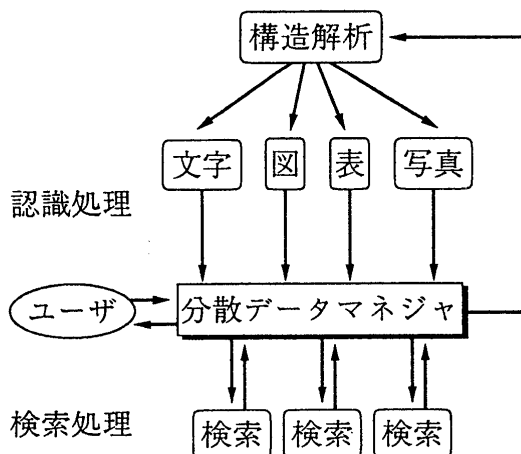 構造解析
文字 図 表 写真
認識処理
ユーザ 分散データマネジャ
検索処理
検索 検索 検索